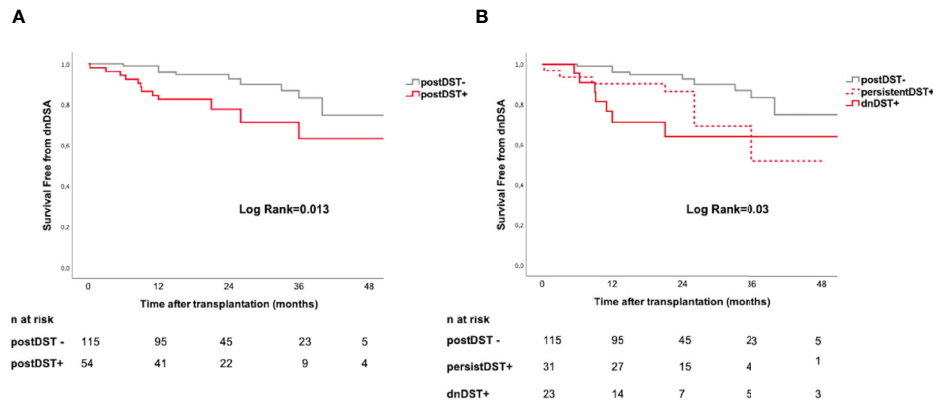 A
Survival Free from dnDSA
1,0
0,8
0,6
0,4
0,2
0,0
0 12 24 36 48
Time after transplantation (months)
postDST-
postDST+
Log Rank=0.013
n at risk
postDST - 115 95 45 23 5
postDST+ 54 41 22 9 4
B
Survival Free from dnDSA
1,0
0,8
0,6
0,4
0,2
0,0
0 12 24 36 48
Time after transplantation (months)
postDST-
persistentDST+
dnDST+
Log Rank=0.03
n at risk
postDST - 115 95 45 23 5
persistDST+ 31 27 15 4 1
dnDST+ 23 14 7 5 3